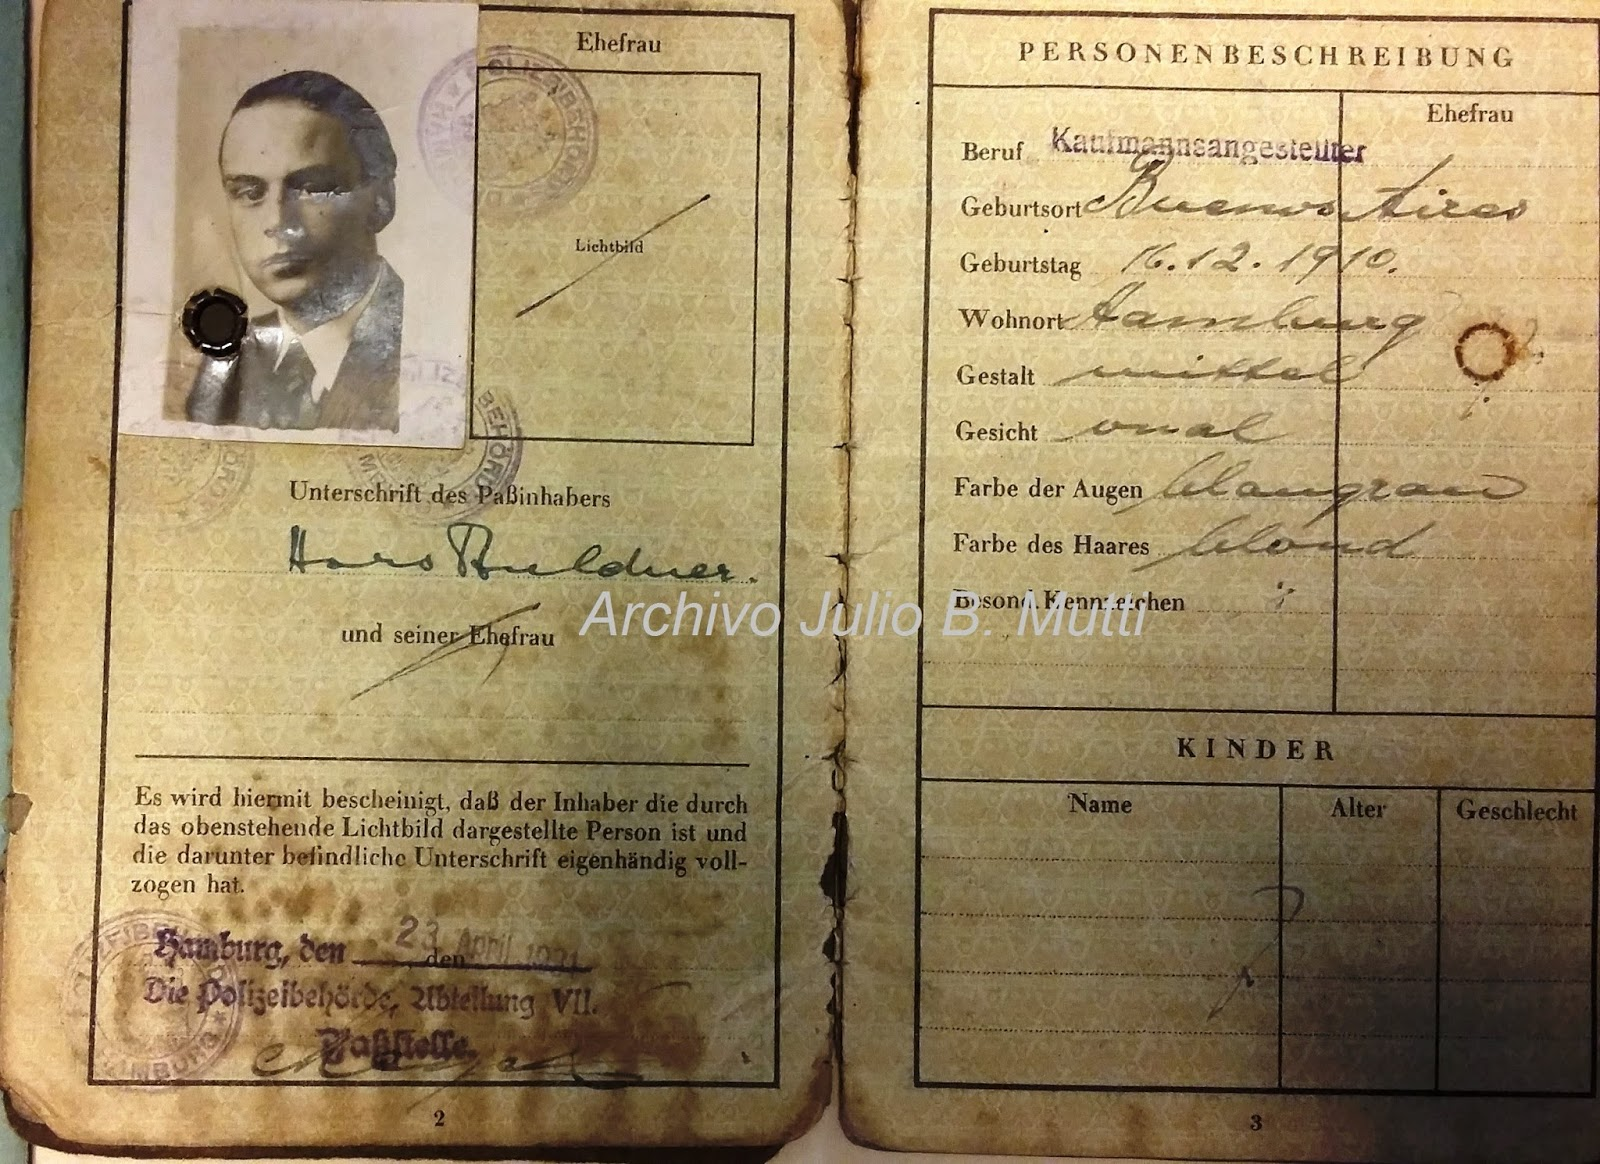 Ehefrau
Lichtbild
Unterschrift des Paßinhabers
und seiner Ehefrau
Es wird hiermit bescheinigt, daß der Inhaber die durch
das obenstehende Lichtbild dargestellte Person ist und
die darunter befindliche Unterschrift eigenhändig voll-
zogen hat.
Hamburg, den 23. April 1931
Die Polizeibehörde, Abteilung VII.
Paßstelle.
2
PERSONENBESCHREIBUNG
Ehefrau
Beruf Kaufmannsangestellter
Geburtsort Buenos Aires
Geburtstag 16.12.1910.
Wohnort Hamburg
Gestalt mittel
Gesicht oval
Farbe der Augen blaugrau
Farbe des Haares blond
Besond. Kennzeichen
KINDER
Name Alter Geschlecht
3
Archivo Julio B. Mutti